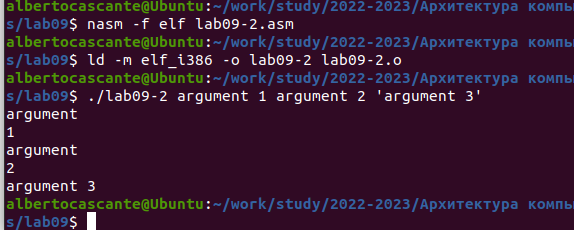 albertocascante@Ubuntu:~/work/study/2022-2023/Архитектура компь
s/lab09$ nasm -f elf lab09-2.asm
albertocascante@Ubuntu:~/work/study/2022-2023/Архитектура компь
s/lab09$ ld -m elf_i386 -o lab09-2 lab09-2.o
albertocascante@Ubuntu:~/work/study/2022-2023/Архитектура компь
s/lab09$ ./lab09-2 argument 1 argument 2 'argument 3'
argument
1
argument
2
argument 3
albertocascante@Ubuntu:~/work/study/2022-2023/Архитектура компь
s/lab09$